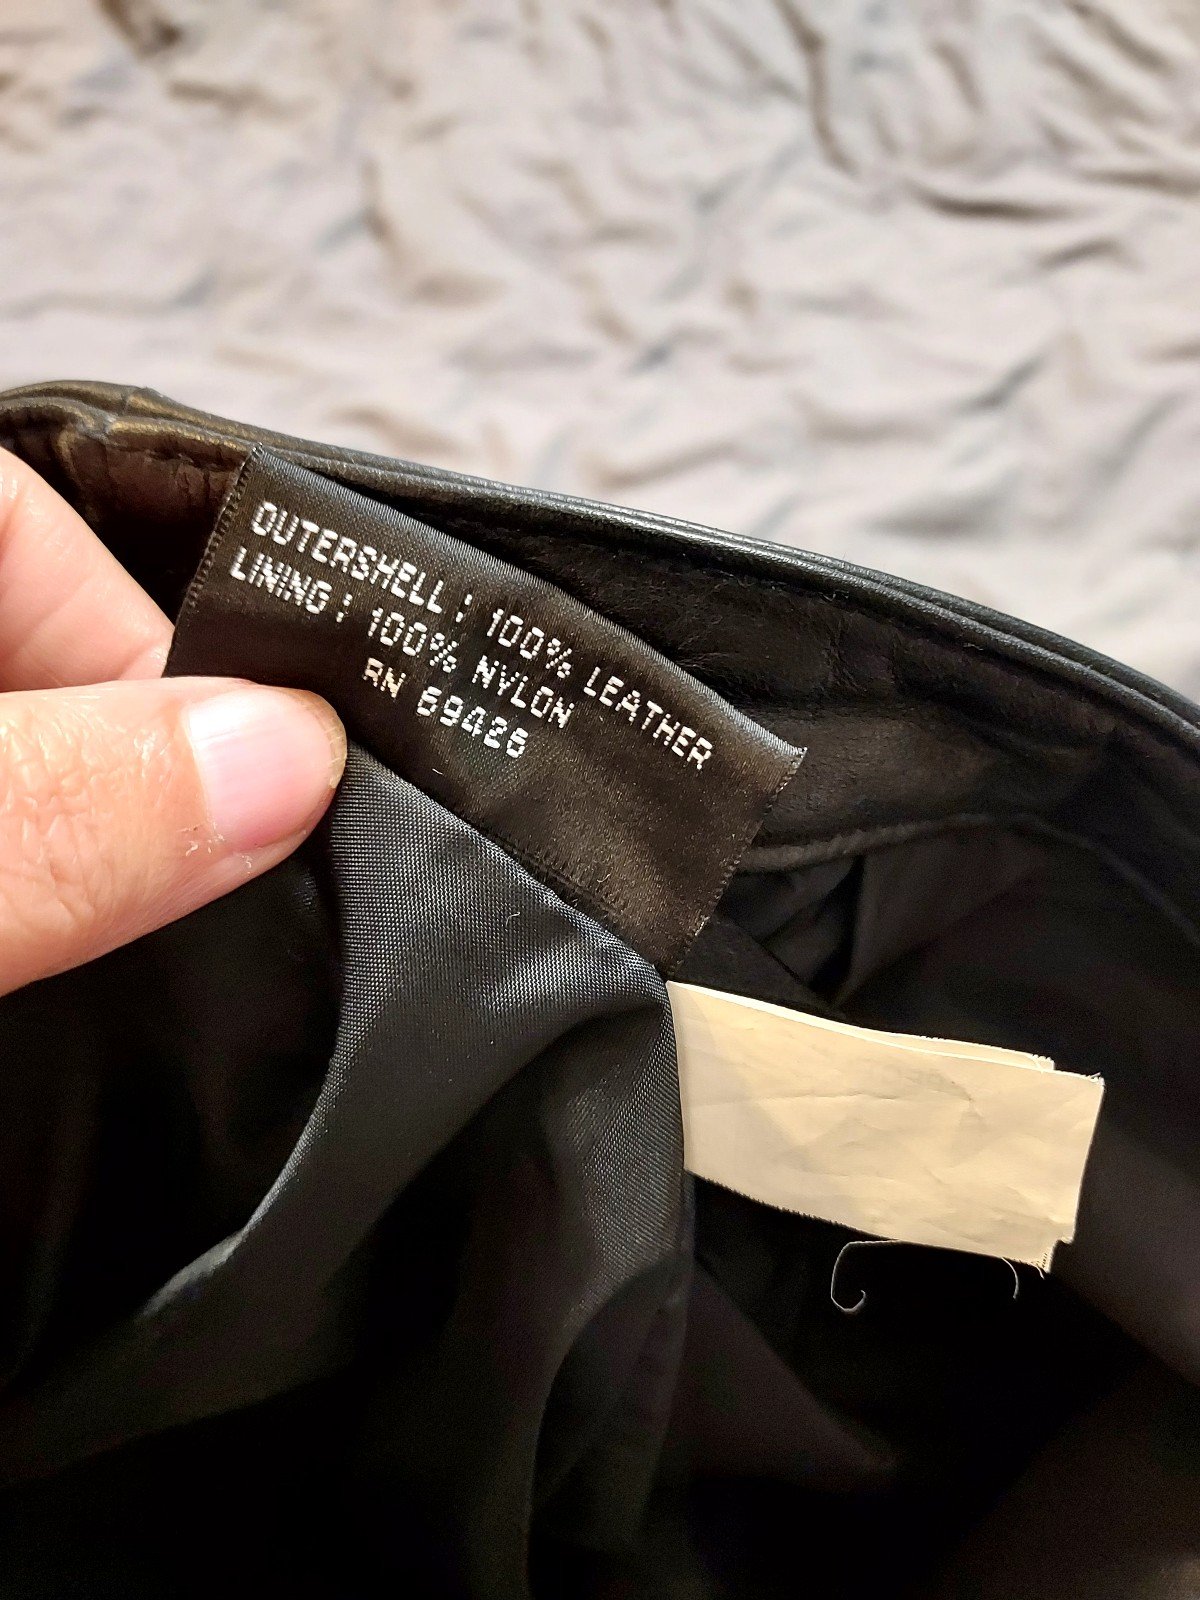 OUTERSHELL : 100% LEATHER
LINING : 100% NYLON
RN 69426